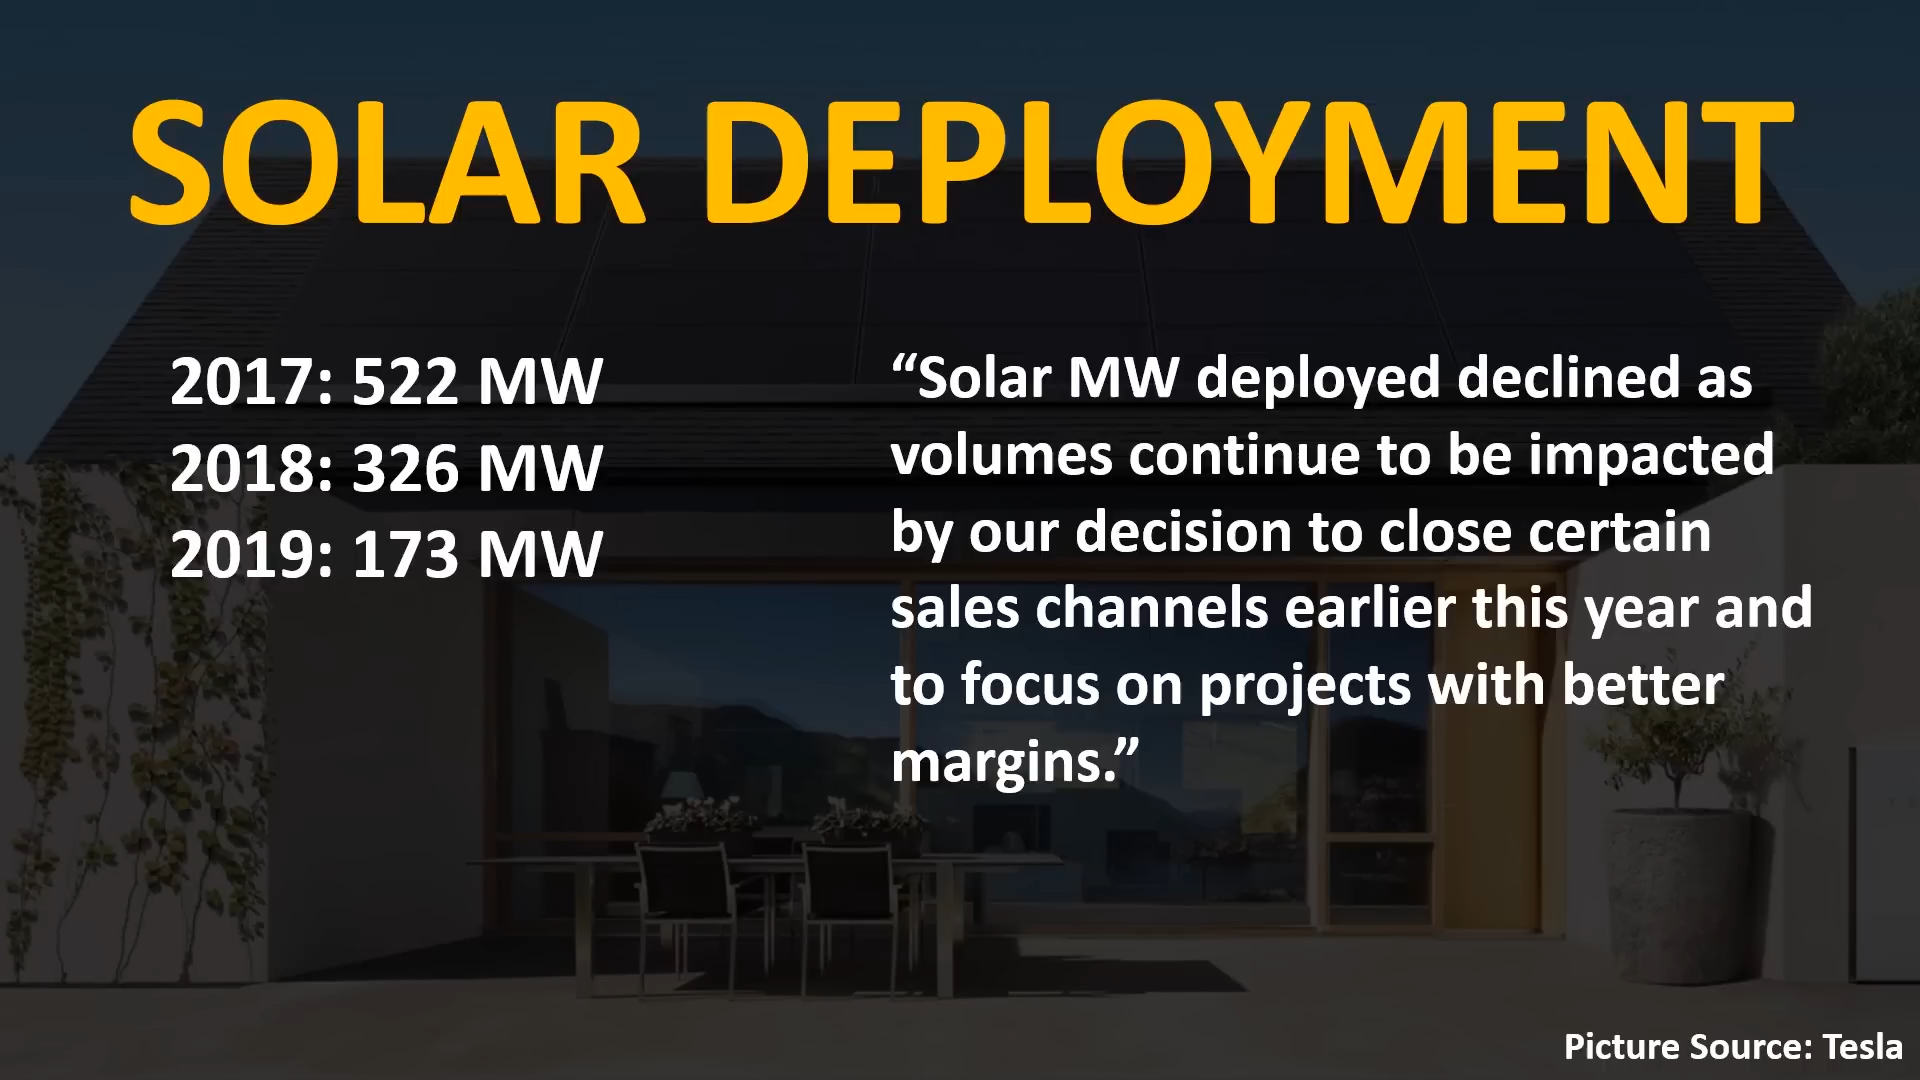 SOLAR DEPLOYMENT
2017: 522 MW
2018: 326 MW
2019: 173 MW
“Solar MW deployed declined as
volumes continue to be impacted
by our decision to close certain
sales channels earlier this year and
to focus on projects with better
margins.”
Picture Source: Tesla